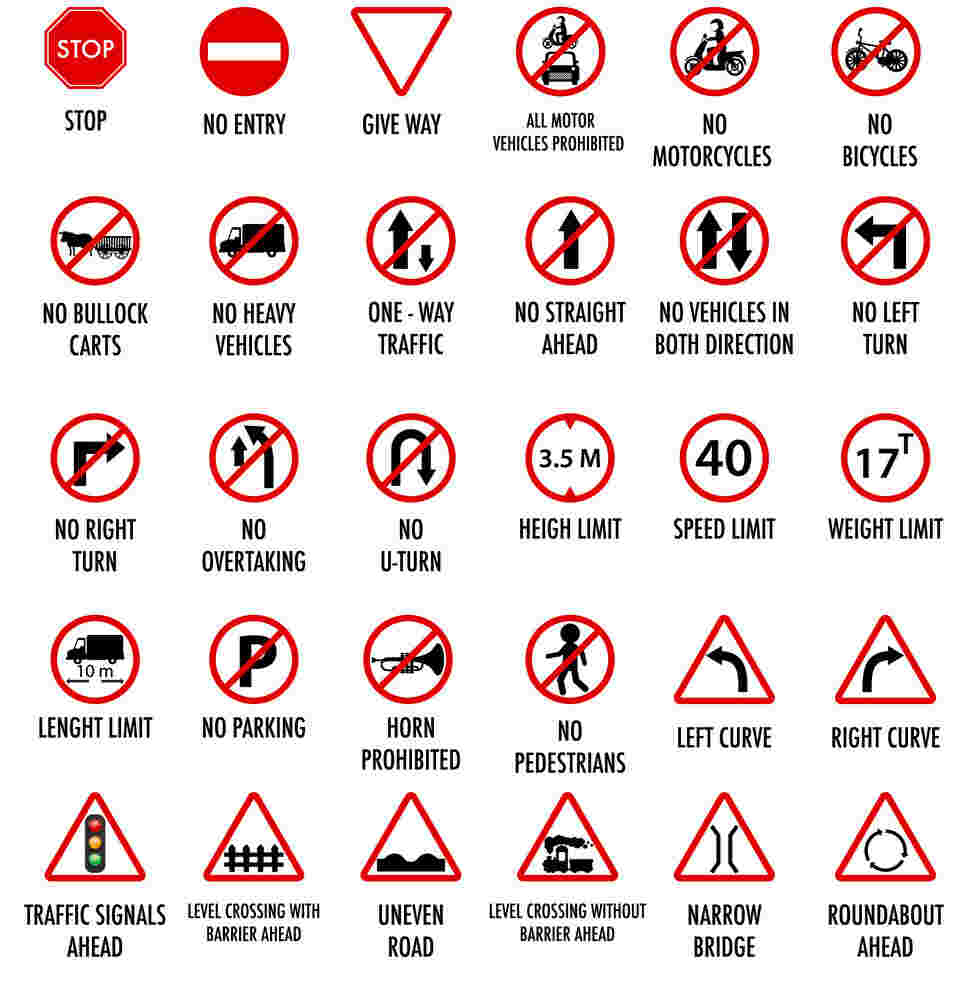 STOP
STOP
NO ENTRY
GIVE WAY
ALL MOTOR
VEHICLES PROHIBITED
NO
MOTORCYCLES
NO
BICYCLES
NO BULLOCK
CARTS
NO HEAVY
VEHICLES
ONE - WAY
TRAFFIC
NO STRAIGHT
AHEAD
NO VEHICLES IN
BOTH DIRECTION
NO LEFT
TURN
NO RIGHT
TURN
NO
OVERTAKING
NO
U-TURN
3.5 M
HEIGH LIMIT
40
SPEED LIMIT
17T
WEIGHT LIMIT
10 m
LENGHT LIMIT
P
NO PARKING
HORN
PROHIBITED
NO
PEDESTRIANS
LEFT CURVE
RIGHT CURVE
TRAFFIC SIGNALS
AHEAD
LEVEL CROSSING WITH
BARRIER AHEAD
UNEVEN
ROAD
LEVEL CROSSING WITHOUT
BARRIER AHEAD
NARROW
BRIDGE
ROUNDABOUT
AHEAD